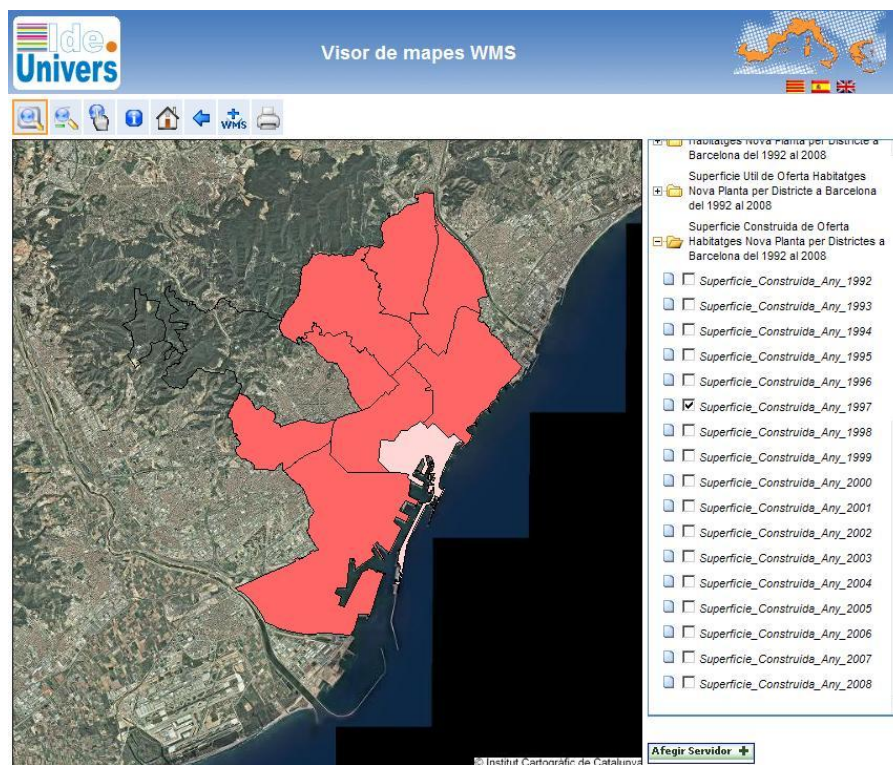 Ide.
Univers
Visor de mapes WMS
WMS
Habitatges Nova Planta per Districte a
Barcelona del 1992 al 2008
Superficie Util de Oferta Habitatges
Nova Planta per Districte a Barcelona
del 1992 al 2008
Superficie Construida de Oferta
Habitatges Nova Planta per Districtes a
Barcelona del 1992 al 2008
Superficie_Construida_Any_1992
Superficie_Construida_Any_1993
Superficie_Construida_Any_1994
Superficie_Construida_Any_1995
Superficie_Construida_Any_1996
Superficie_Construida_Any_1997
Superficie_Construida_Any_1998
Superficie_Construida_Any_1999
Superficie_Construida_Any_2000
Superficie_Construida_Any_2001
Superficie_Construida_Any_2002
Superficie_Construida_Any_2003
Superficie_Construida_Any_2004
Superficie_Construida_Any_2005
Superficie_Construida_Any_2006
Superficie_Construida_Any_2007
Superficie_Construida_Any_2008
© Institut Cartogràfic de Catalunya
Afegir Servidor